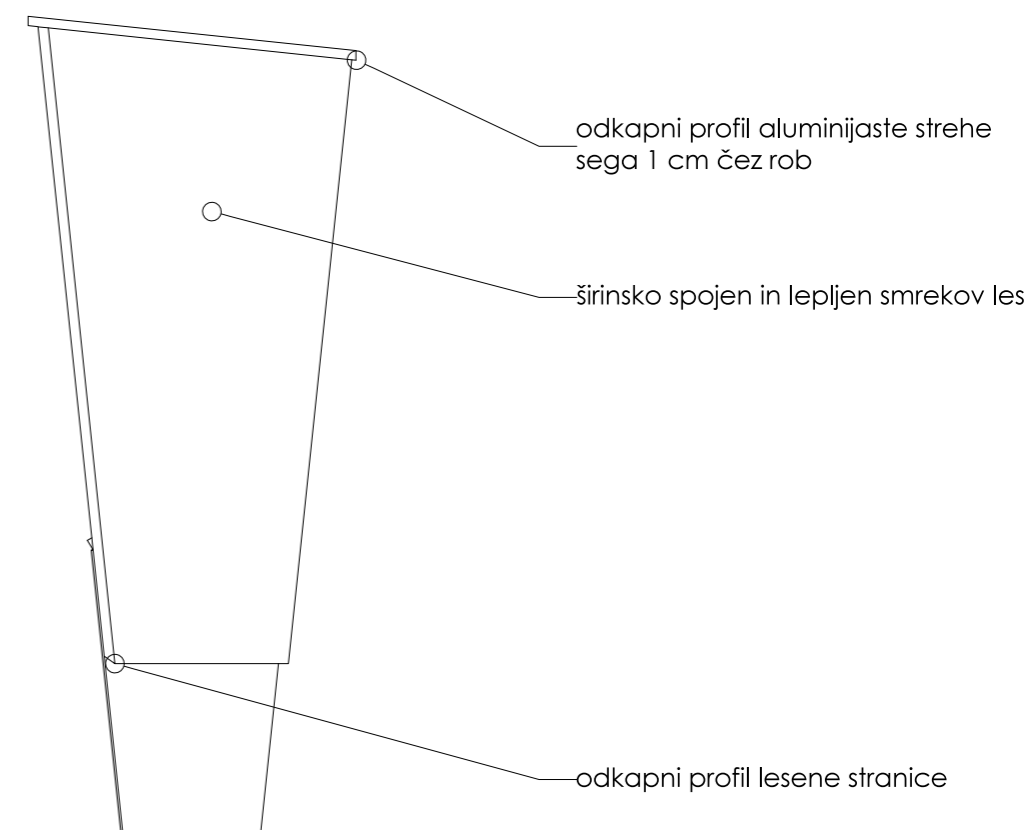 odkapni profil aluminijaste strehe
sega 1 cm čez rob
širinsko spojen in lepljen smrekov les
odkapni profil lesene stranice